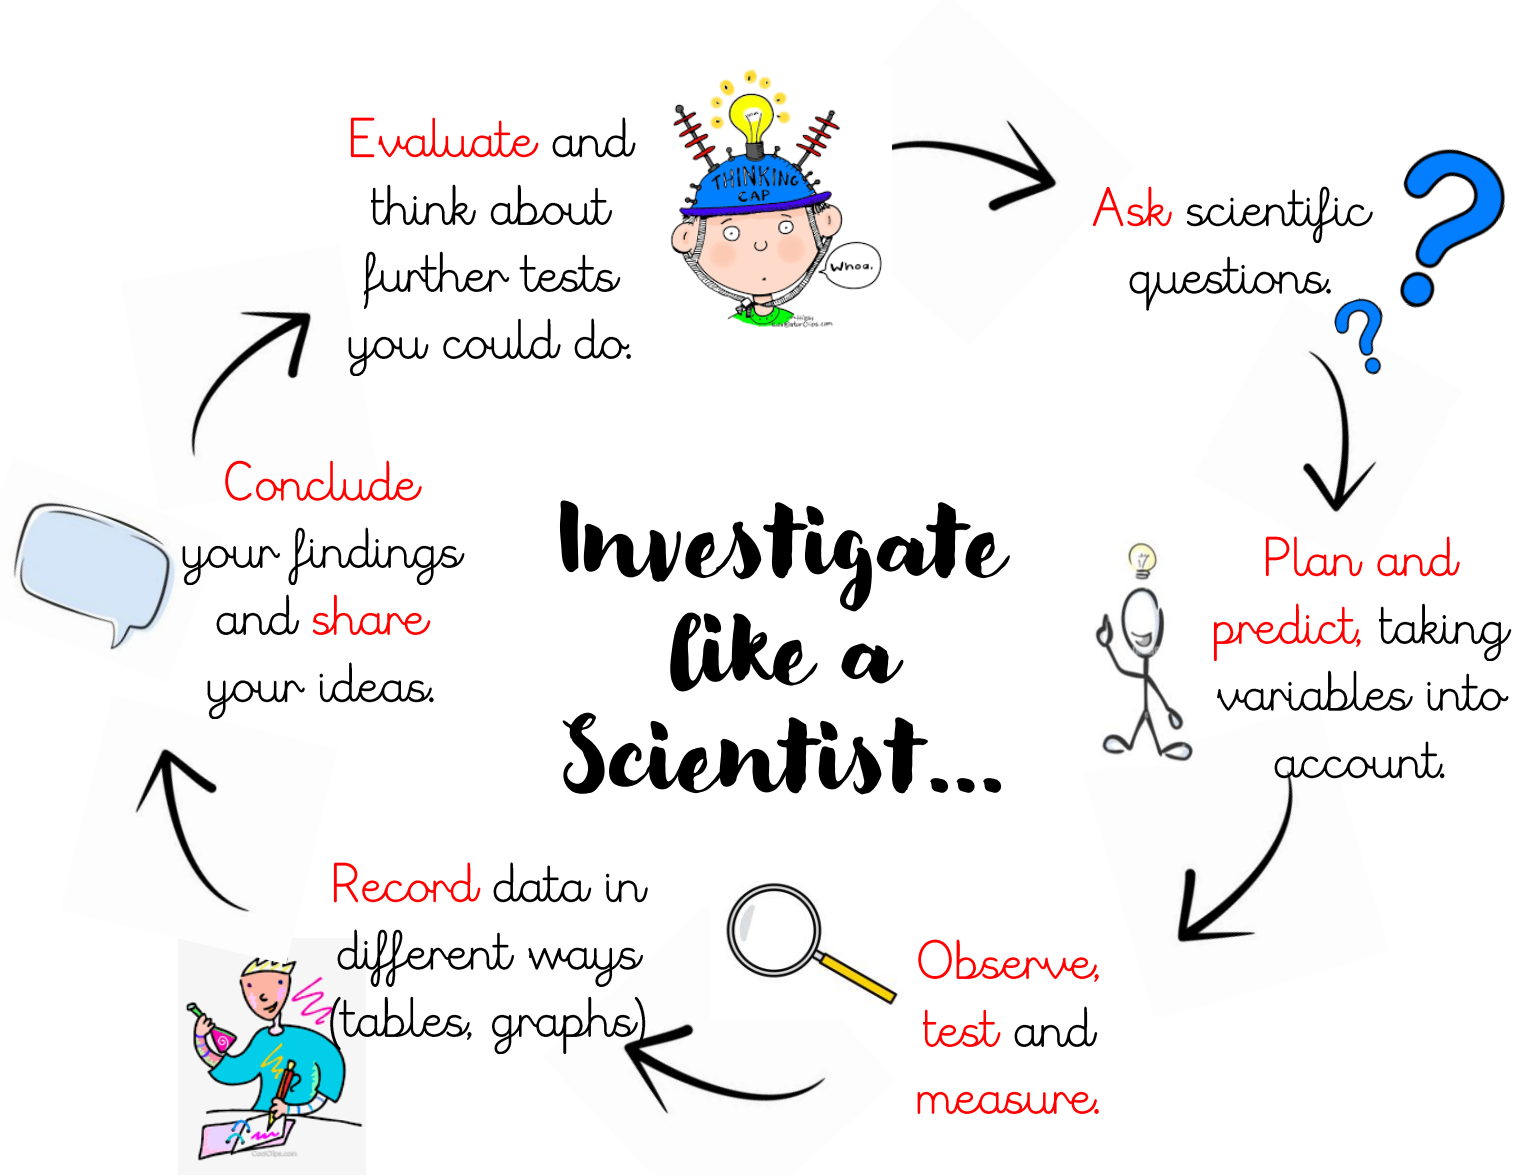 Evaluate and
think about
further tests
you could do.
THINKING
CAP
Whoa.
Ask scientific
questions.
Plan and
predict, taking
variables into
account.
Observe,
test and
measure.
Record data in
different ways
(tables, graphs)
CoolClips.com
Conclude
your findings
and share
your ideas.
Investigate
like a
Scientist...